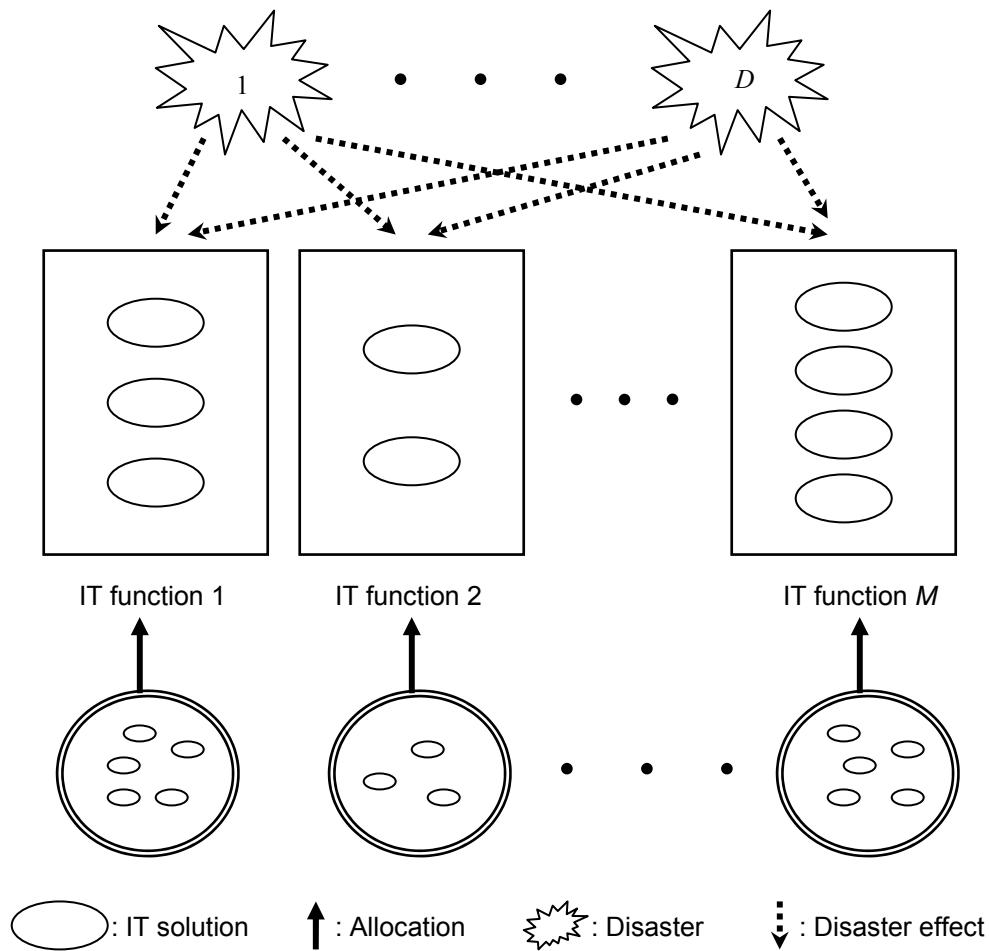 1
D
IT function 1
IT function 2
IT function M
: IT solution
: Allocation
: Disaster
: Disaster effect